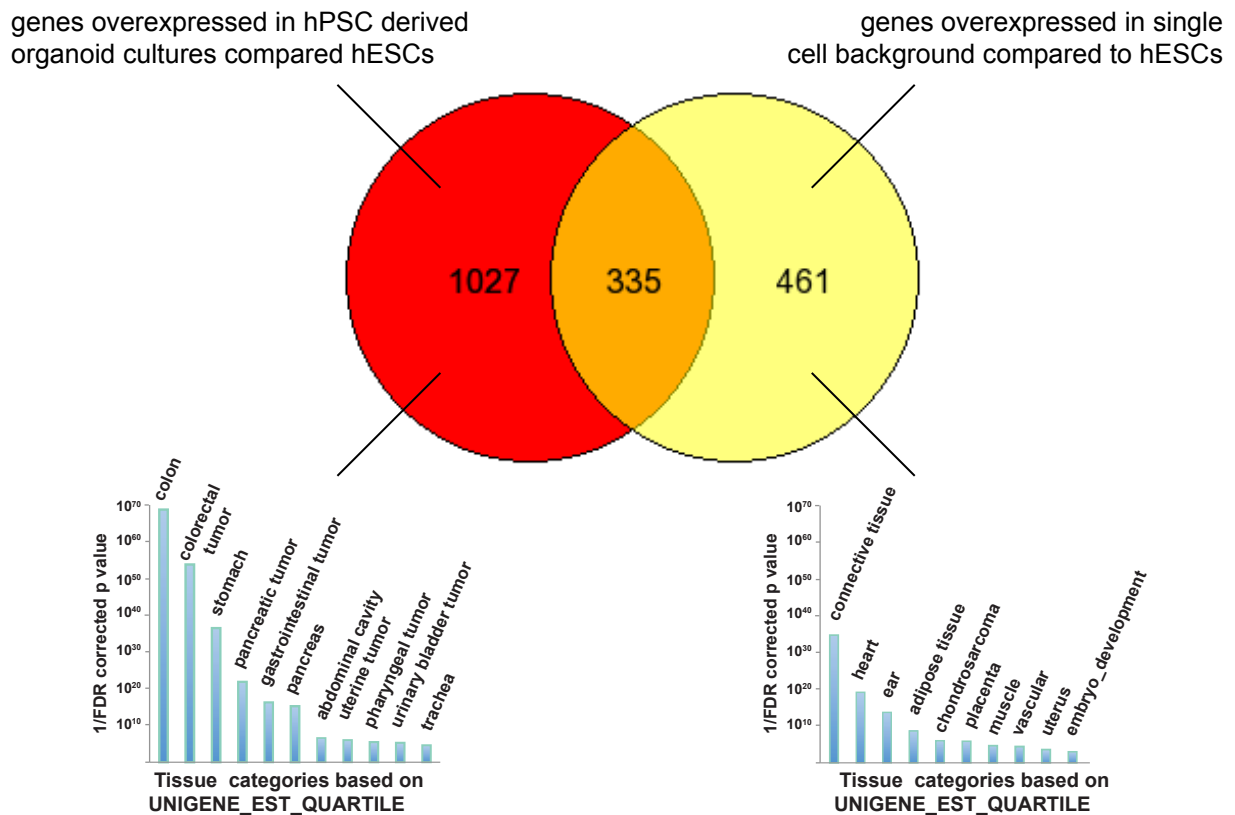 genes overexpressed in hPSC derived
organoid cultures compared hESCs
genes overexpressed in single
cell background compared to hESCs
1027
335
461
1/FDR corrected p value
10⁷⁰
10⁶⁰
10⁵⁰
10⁴⁰
10³⁰
10²⁰
10¹⁰
colon
colorectal
tumor
stomach
pancreatic tumor
gastrointestinal tumor
pancreas
abdominal cavity
uterine tumor
pharyngeal tumor
urinary bladder tumor
trachea
Tissue categories based on
UNIGENE_EST_QUARTILE
1/FDR corrected p value
10⁷⁰
10⁶⁰
10⁵⁰
10⁴⁰
10³⁰
10²⁰
10¹⁰
connective tissue
heart
ear
adipose tissue
chondrosarcoma
placenta
muscle
vascular
uterus
embryo_development
Tissue categories based on
UNIGENE_EST_QUARTILE